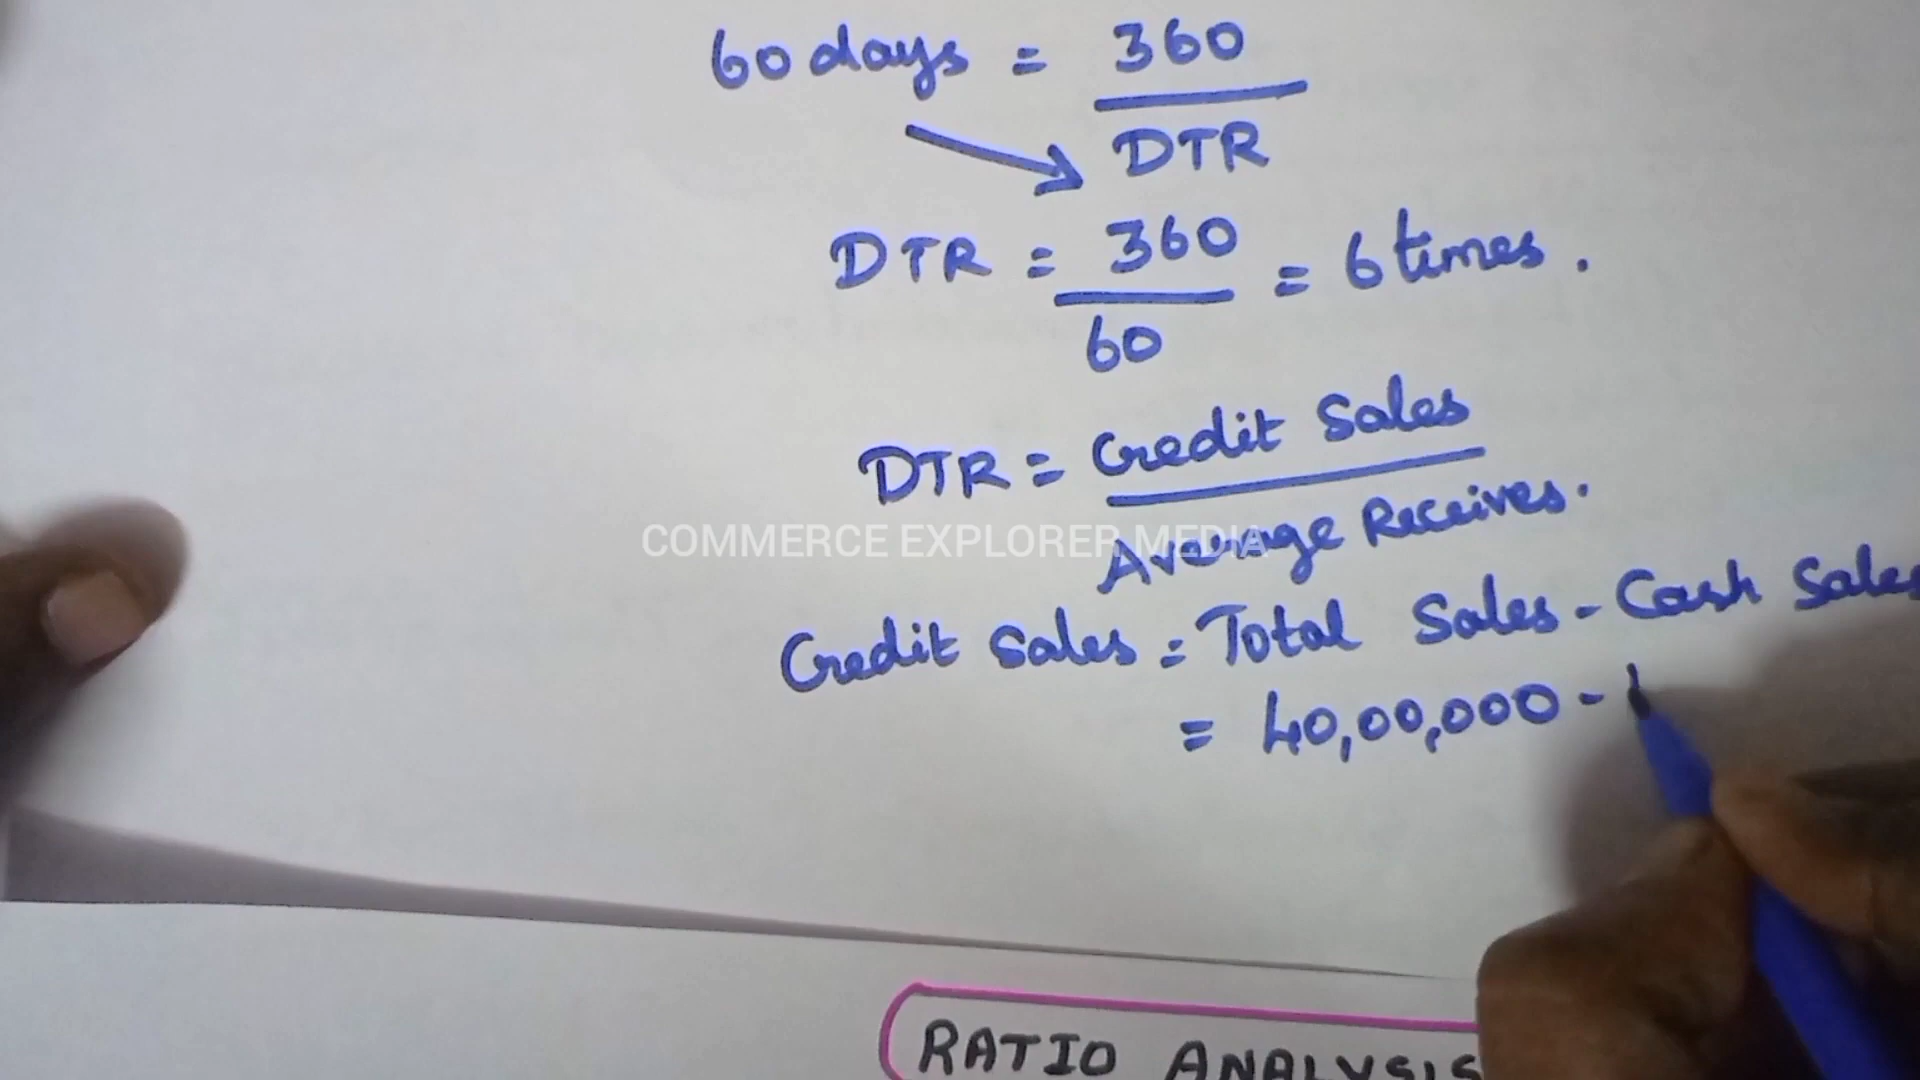 60 days = 360
DTR
DTR = 360 = 6 times.
60
DTR = Credit Sales
Average Receives.
COMMERCE EXPLORER MEDIA
Credit Sales = Total Sales - Cash Sales
= 40,00,000 -
RATIO ANALYSIS